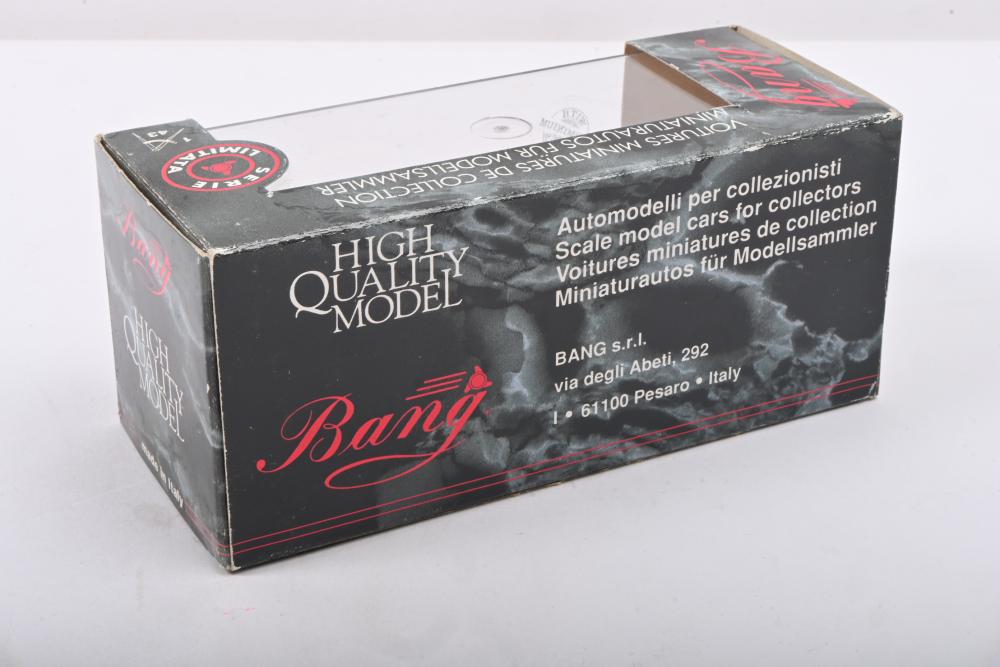 Bang
VOITURES MINIATURES DE COLLECTION
MINIATURAUTOS FÜR MODELLSAMMLER
1
43
SERIE
LIMITATA
HIGH
QUALITY
MODEL
Automodelli per collezionisti
Scale model cars for collectors
Voitures miniatures de collection
Miniaturautos für Modellsammler
BANG s.r.l.
via degli Abeti, 292
I • 61100 Pesaro • Italy
Bang
Bang
HIGH
QUALITY
MODEL
made in Italy